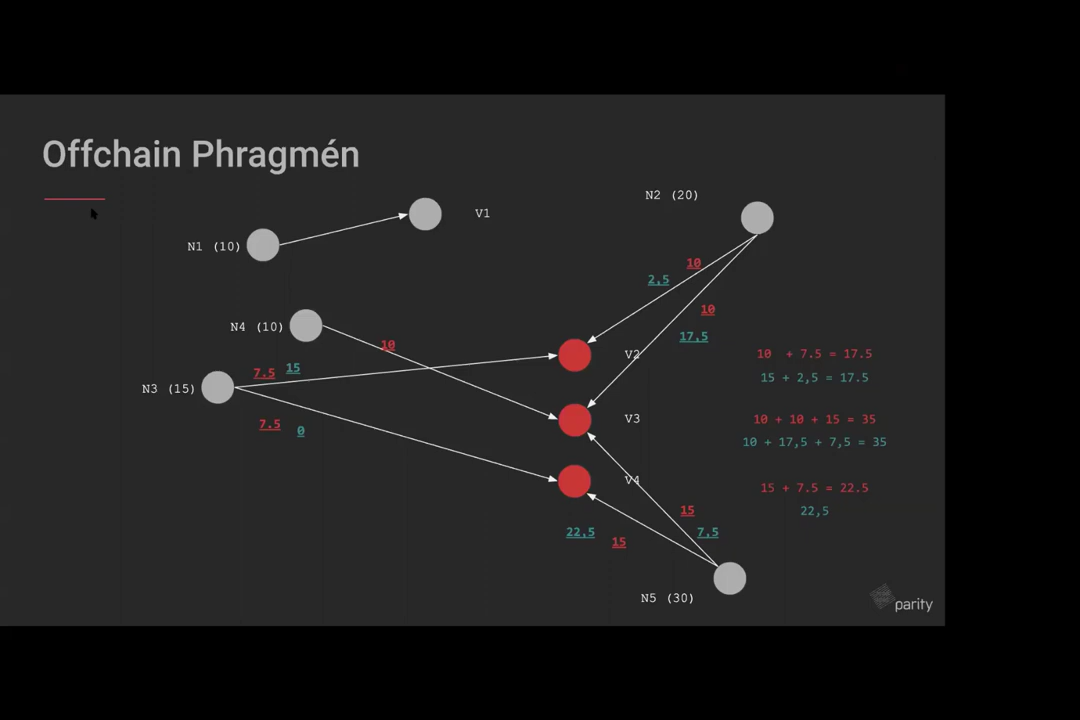 Offchain Phragmén
N2 (20)
V1
N1 (10)
10
2,5
10
17,5
N4 (10)
10
V2
10 + 7.5 = 17.5
15 + 2,5 = 17.5
7.5 15
N3 (15)
V3
10 + 10 + 15 = 35
10 + 17,5 + 7,5 = 35
7.5 0
V4
15 + 7.5 = 22.5
22,5
15
22,5
15
7,5
N5 (30)
parity